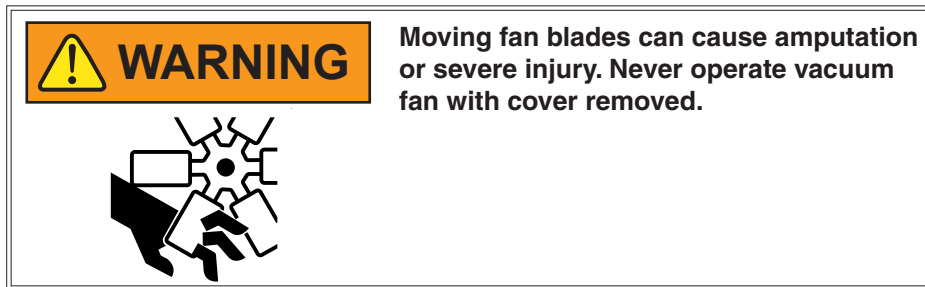 WARNING
Moving fan blades can cause amputation
or severe injury. Never operate vacuum
fan with cover removed.